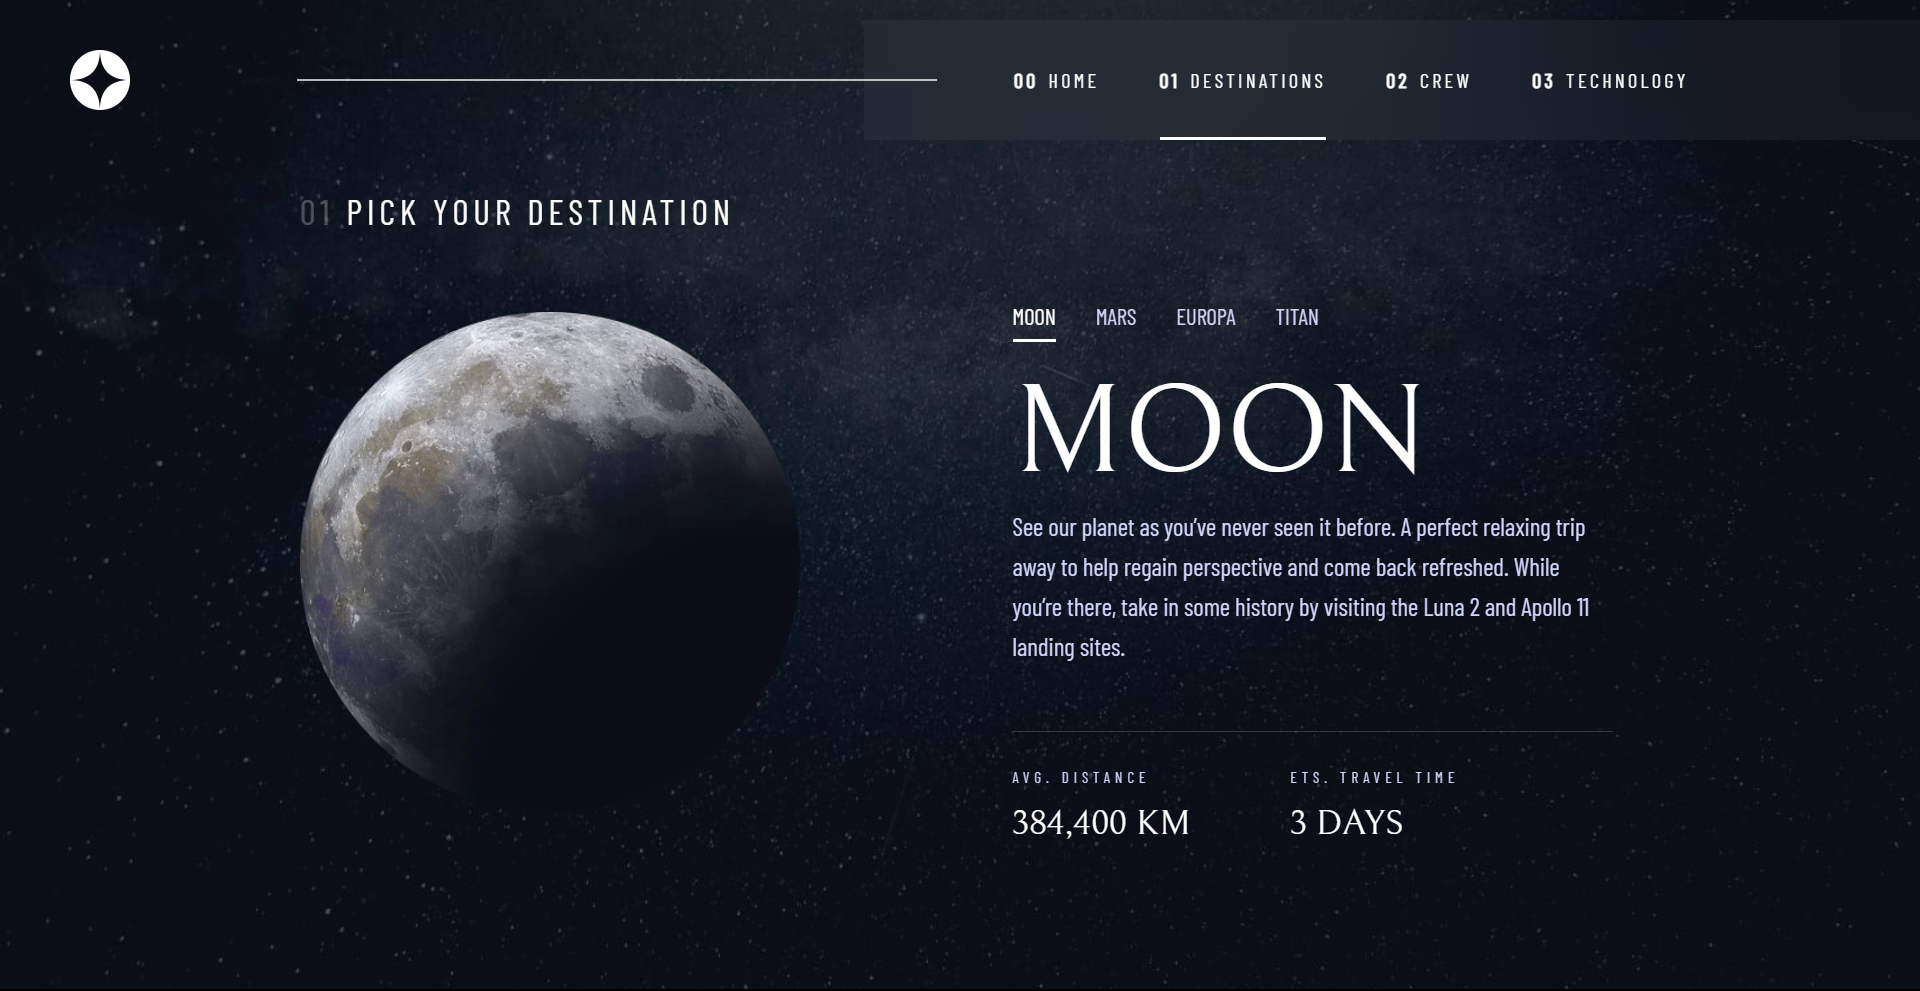 00 HOME 01 DESTINATIONS 02 CREW 03 TECHNOLOGY
01 PICK YOUR DESTINATION
MOON MARS EUROPA TITAN
MOON
See our planet as you’ve never seen it before. A perfect relaxing trip
away to help regain perspective and come back refreshed. While
you’re there, take in some history by visiting the Luna 2 and Apollo 11
landing sites.
AVG. DISTANCE
384,400 KM
ETS. TRAVEL TIME
3 DAYS